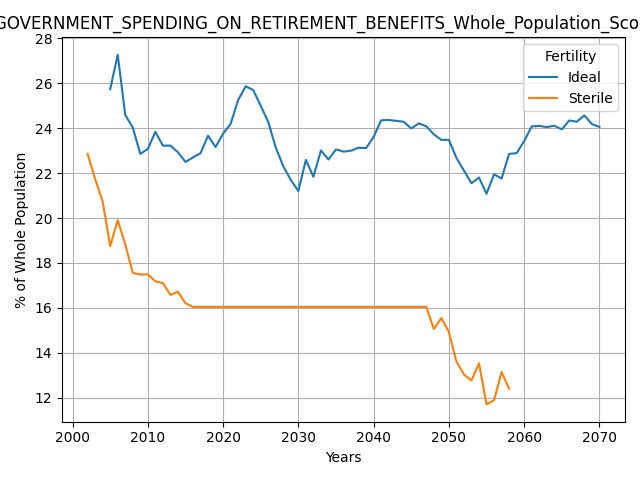 GOVERNMENT_SPENDING_ON_RETIREMENT_BENEFITS_Whole_Population_Sco
28
26
24
22
20
18
16
14
12
% of Whole Population
Fertility
Ideal
Sterile
2000 2010 2020 2030 2040 2050 2060 2070
Years